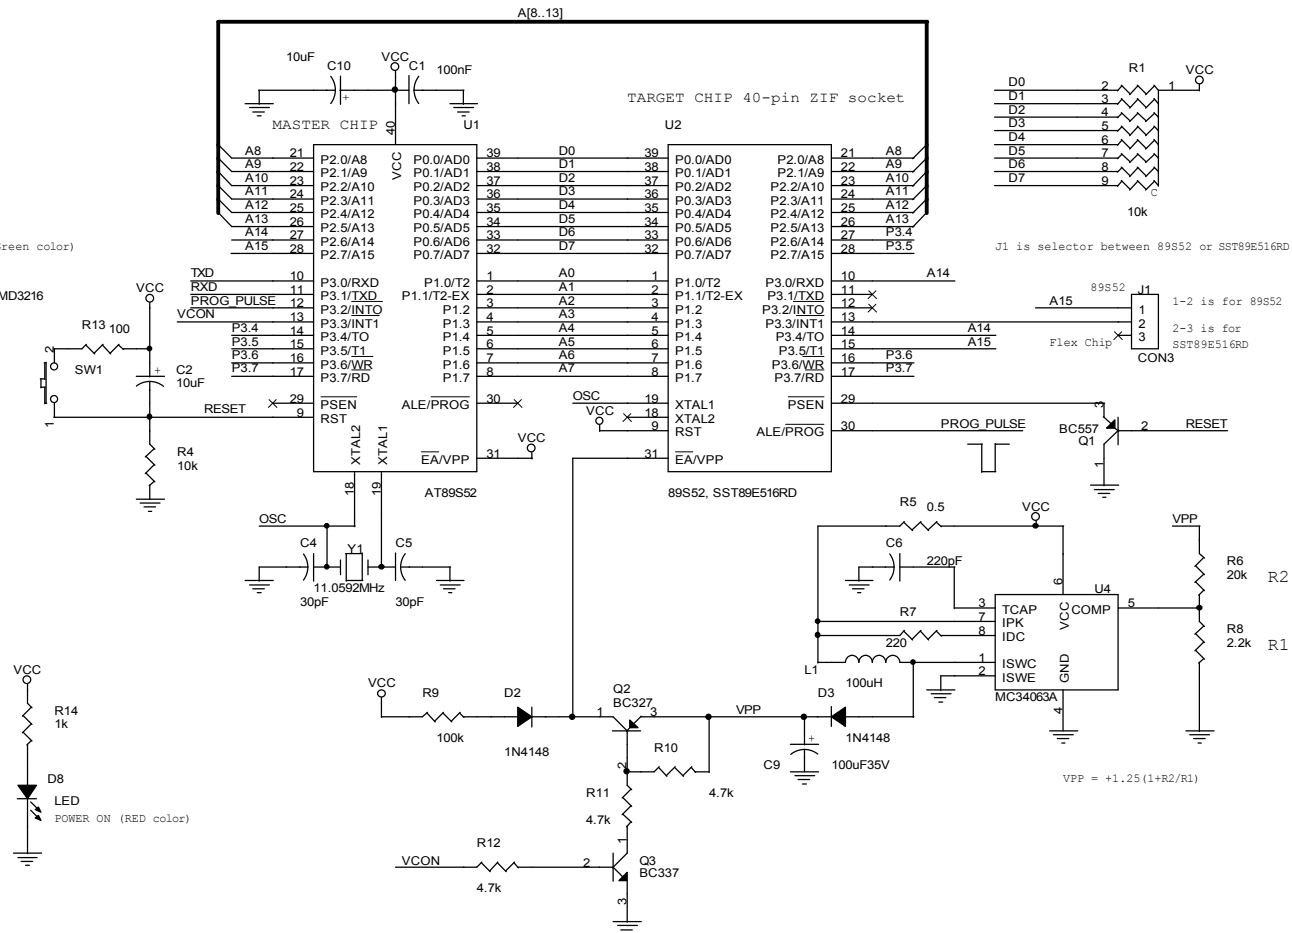 A[8..13]
10uF
C10
VCC
C1
100nF
MASTER CHIP
40
U1
VCC
TARGET CHIP 40-pin ZIF socket
U2
R1
VCC
1
D0 2
D1 3
D2 4
D3 5
D4 6
D5 7
D6 8
D7 9
C
10k
A8 21 P2.0/A8 P0.0/AD0 39 D0 39 P0.0/AD0 P2.0/A8 21 A8
A9 22 P2.1/A9 P0.1/AD1 38 D1 38 P0.1/AD1 P2.1/A9 22 A9
A10 23 P2.2/A10 P0.2/AD2 37 D2 37 P0.2/AD2 P2.2/A10 23 A10
A11 24 P2.3/A11 P0.3/AD3 36 D3 36 P0.3/AD3 P2.3/A11 24 A11
A12 25 P2.4/A12 P0.4/AD4 35 D4 35 P0.4/AD4 P2.4/A12 25 A12
A13 26 P2.5/A13 P0.5/AD5 34 D5 34 P0.5/AD5 P2.5/A13 26 A13
A14 27 P2.6/A14 P0.6/AD6 33 D6 33 P0.6/AD6 P2.6/A14 27 P3.4
A15 28 P2.7/A15 P0.7/AD7 32 D7 32 P0.7/AD7 P2.7/A15 28 P3.5
color)
J1 is selector between 89S52 or SST89E516RD
TXD 10 P3.0/RXD P1.0/T2 1 A0 1 P1.0/T2 P3.0/RXD 10 A14
RXD 11 P3.1/TXD P1.1/T2-EX 2 A1 2 P1.1/T2-EX P3.1/TXD 11
PROG_PULSE 12 P3.2/INTO P1.2 3 A2 3 P1.2 P3.2/INTO 12
VCON 13 P3.3/INT1 P1.3 4 A3 4 P1.3 P3.3/INT1 13
P3.4 14 P3.4/TO P1.4 5 A4 5 P1.4 P3.4/TO 14 A14
P3.5 15 P3.5/T1 P1.5 6 A5 6 P1.5 P3.5/T1 15 A15
P3.6 16 P3.6/WR P1.6 7 A6 7 P1.6 P3.6/WR 16 P3.6
P3.7 17 P3.7/RD P1.7 8 A7 8 P1.7 P3.7/RD 17 P3.7
29 PSEN ALE/PROG 30
RESET 9 RST
XTAL2
XTAL1
EA/VPP 31 VCC
18
19
AT89S52
OSC 19 XTAL1 PSEN 29
VCC 18 XTAL2
9 RST ALE/PROG 30 PROG_PULSE
31 EA/VPP
89S52, SST89E516RD
89S52
J1
A15
1
2
3
1-2 is for 89S52
2-3 is for
SST89E516RD
Flex Chip
CON3
MD3216
VCC
R13
100
2
SW1
1
C2
10uF
R4
10k
3
BC557
Q1
2
RESET
1
OSC
C4
Y1
C5
11.0592MHz
30pF
30pF
R5
0.5
VCC
VPP
C6
220pF
R6
20k
R2
6
U4
3 TCAP
7 IPK
8 IDC
1 ISWC
2 ISWE
VCC
COMP 5
GND
4
MC34063A
R7
220
L1
100uH
R8
2.2k
R1
VCC
R14
1k
D8
LED
POWER ON (RED color)
VCC
R9
100k
D2
1N4148
Q2
BC327
1
3
2
VPP
D3
1N4148
R10
4.7k
C9
100uF35V
VPP = +1.25(1+R2/R1)
R11
4.7k
R12
VCON
4.7k
1
2
Q3
BC337
3